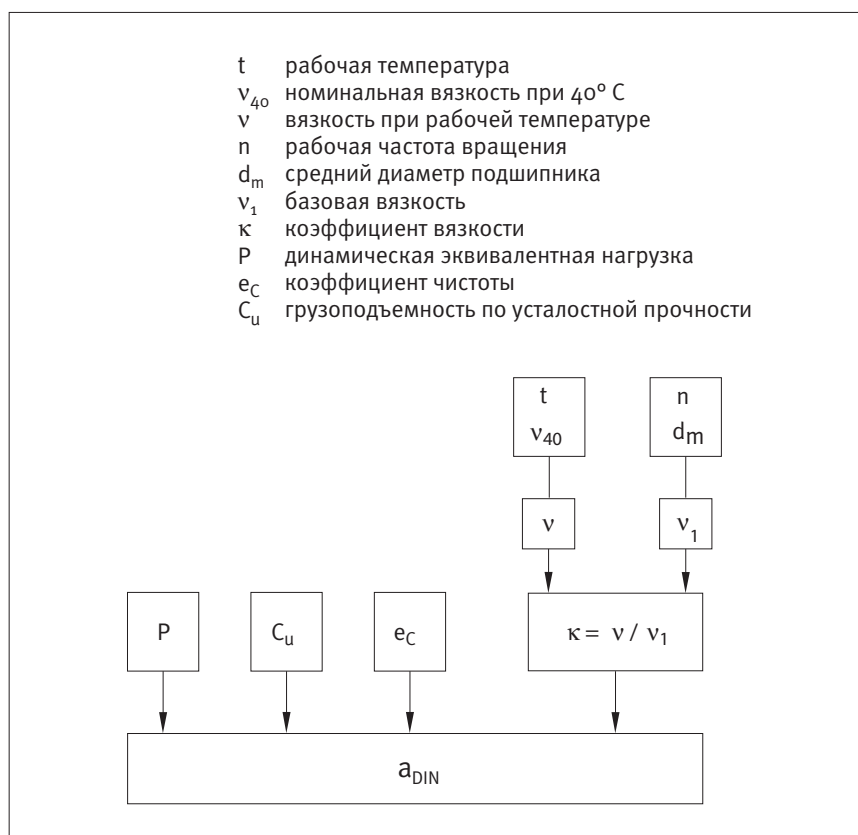 t рабочая температура
ν40 номинальная вязкость при 40° C
ν вязкость при рабочей температуре
n рабочая частота вращения
dm средний диаметр подшипника
ν1 базовая вязкость
κ коэффициент вязкости
P динамическая эквивалентная нагрузка
eC коэффициент чистоты
Cu грузоподъемность по усталостной прочности
t n
ν40 dm
ν ν1
P Cu eC κ = ν / ν1
aDIN